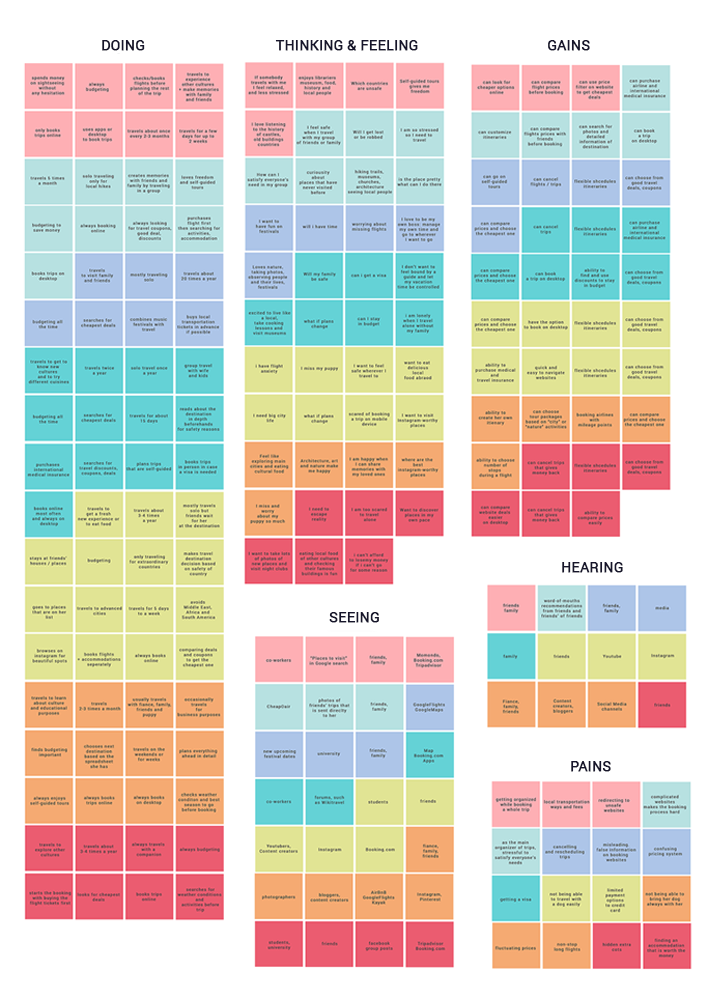 DOING
spends money
on sightseeing
without
any hesitation
always
budgeting
checks/books
flights before
planning the rest
of the trip
travels to
experience
other cultures
+ make memories
with family
and friends
only books
trips online
uses apps
or desktop
to book trips
travels about once
every 2-3 months
travels for a few
days for up to
2 weeks
travels 5 times
a month
solo traveling
only for
local hikes
creates memories
with friends and
family by traveling
in a group
loves freedom
and self-guided
tours
budgeting to
save money
always booking
online
always looking
for travel coupons,
good deal,
discounts
purchases
flight first
then searching for
activities,
accommodation
books trips on
desktop
travels
to visit family
and friends
mostly traveling
solo
travels about
20 times a year
budgeting all
the time
searches for
cheapest deals
combines music
festivals with
travel
buys local
transportation
tickets in advance
if possible
travels to get to
know new
cultures
and to try
different cuisines
travels twice
a year
solo travel once
a year
group travel
with wife
and kids
budgeting all
the time
searches for
cheapest deals
travels for about
10 days
reads about the
destination
in depth
beforehands
for safety reasons
purchases
international
medical insurance
searches for
travel discounts,
coupons, deals
plans trips
that are self-guided
books trips
in person in case
a visa is needed
books online
most often
and always on
desktop
travels to
get a fresh
new experience or
to eat food
travels about
3-4 times
a year
mostly travels
solo but
friends wait
for her
at the destination
stays at friends'
houses / places
budgeting
only traveling for
extraordinary
countries
makes travel
destination
decision based
on safety of
country
goes to places
that are on her
list
travels to advanced
cities
travels for 5 days
to a week
avoids
Middle East,
Africa and
South America
browses on
instagram for
beautiful spots
books flights
+ accommodations
seperately
always books
online
comparing deals
and coupons
to get the
cheapest one
travels to learn
about culture
and educational
purposes
travels
2-3 times a month
usually travels
with fiance, family,
friends and
puppy
occasionally
travels
for business purposes
finds budgeting
important
chooses next
destination
based on the
spreadsheet
she has
travels on the
weekends or
for weeks
plans everything
ahead in detail
always enjoys
self guided tours
always books
trips online
always books
on desktop
checks weather
condition and best
season to go
before booking
travels to
explore other
cultures
travels about
3-4 times a year
always travels
with a
companion
always budgeting
starts the booking
with buying the
flight tickets first
looks for cheapest
deals
books trips
online
searches for
weather conditions
and
activities before
trip
THINKING & FEELING
If somebody
travels with me
I feel relaxed,
and less stressed
enjoys libraries
museum, food,
history and
local people
Which countries
are unsafe
Self-guided tours
gives me
freedom
I love listening
to the history
of castles,
old buildings
countries
I feel safe
when I travel
with my group
of friends or family
Will I get lost
or be robbed
I am so stressed
so I need to
travel
How can I
satisfy everyone's
need in my group
curiousity
about
places that have
never visited
before
hiking trails,
museums,
churches,
architecture
seeing local people
is the place pretty
what can I do there
I want to
have fun on
festivals
will I have time
worrying about
missing flights
I love to be my
own boss: manage
my own time and
go to wherever
I want to go
Loves nature,
taking photos,
observing people
and their lives,
festivals
Will my family
be safe
can I get a visa
I don't want to
feel bound by a
guide and let
my vacation
time be controlled
excited to live like
a local,
take cooking
lessons and
visit museums
what if plans
change
can I stay
in budget
I am lonely
when I travel
alone without
my family
I have flight
anxiety
I miss my puppy
I want to feel
safe wherever I
travel to
want to eat
delicious
local
food abroad
I need big city
life
what if plans
change
scared of booking
a trip on mobile
device
I want to visit
instagram-worthy
places
Feel like
exploring main
cities and eating
cultural food
Architecture, art
and nature make
me happy
I am happy when
I can share
memories with
my loved ones
where are the
best
instagram-worthy
places
I miss and
worry
about my
puppy so much
I need to
escape
reality
I am too scared to
travel
alone
Want to discover
places in my
own pace
I want to take lots
of photos of
new places and
visit night clubs
eating local food
of other cultures
and checking
their famous
buildings is fun
I can't afford
to loose my money
if I can't go
for some reason
GAINS
can look for
cheaper options
online
can compare
flight prices
before booking
can use price
filter on website
to get cheapest
deals
can purchase
airline and
international
medical insurance
can customize
itineraries
can compare
flights prices with
friends
before booking
can search for
photos and
detailed
information of
destination
can book
a trip
on desktop
can go on
self guided
tours
can cancel
flights / trips
flexible shcedules
itineraries
can choose from
good travel
deals, coupons
can compare
prices and choose
the cheapest one
can cancel
trips
flexible shcedules
itineraries
can puchase
airline and
international
medical insurance
can compare
prices and choose
the cheapest one
can book
a trip on desktop
ability to
find and use
discounts to stay
in budget
can choose from
good travel
deals, coupons
can compare
prices and choose
the cheapest one
have the option
to book on desktop
flexible shcedules
itineraries
can choose from
good travel
deals, coupons
ability to
purchase medical
and
travel insurance
quick and
easy to navigate
websites
flexible shcedules
itineraries
can choose from
good travel
deals, coupons
ability to
create her own
itinerary
can choose
tour packages
based on "city" or
"nature" activities
booking airlines
with
mileage points
can compare
prices and choose
the cheapest one
ability to choose
number of
stops
during a flight
can cancel trips
that gives
money back
flexible shcedules
itineraries
can choose from
good travel
deals, coupons
can compare
website deals
easier
on desktop
can cancel trips
that gives
money back
ability to
compare prices
easily
HEARING
friends
family
word-of-mouths
recommendations
from friends and
friends' of friends
friends,
family
media
family
friends
Youtube
Instagram
Fiance,
family,
friends
Content
creators,
bloggers
Social Media
channels
friends
SEEING
co-workers
"Places to visit"
in Google search
friends,
family
Momondo,
Booking.com
Tripadvisor
CheapOair
photos of
friends' trips that
is sent directly
to her
friends,
family
GoogleFlights
GoogleMaps
new upcoming
festival dates
university
friends,
family
Map
Booking.com
Apps
co-workers
forums, such
as Wikitravel
students
friends
Youtubers,
Content creators
Instagram
Booking.com
fiance,
family,
friends
photographers
bloggers,
content creators
AirBnB
GoogleFlights
Kayak
Instagram,
Pinterest
students,
university
friends
facebook
group posts
Tripadvisor
Booking.com
PAINS
getting organized
while booking
a whole trip
local transportation
ways and fees
redirecting to
unsafe
websites
complicated
websites
makes the booking
process hard
as the main
organizer of trips,
stressful to
satisfy everyone's
needs
cancelling
and rescheduling
trips
misleading
false information
on booking
websites
confusing
pricing system
getting a visa
not being able
to travel with
a dog easily
limited
payment
options
to credit
card
not being able to
bring her dog
always with her
fluctuating prices
non-stop
long flights
hidden extra
cots
finding an
accommodation
that is worth the
money